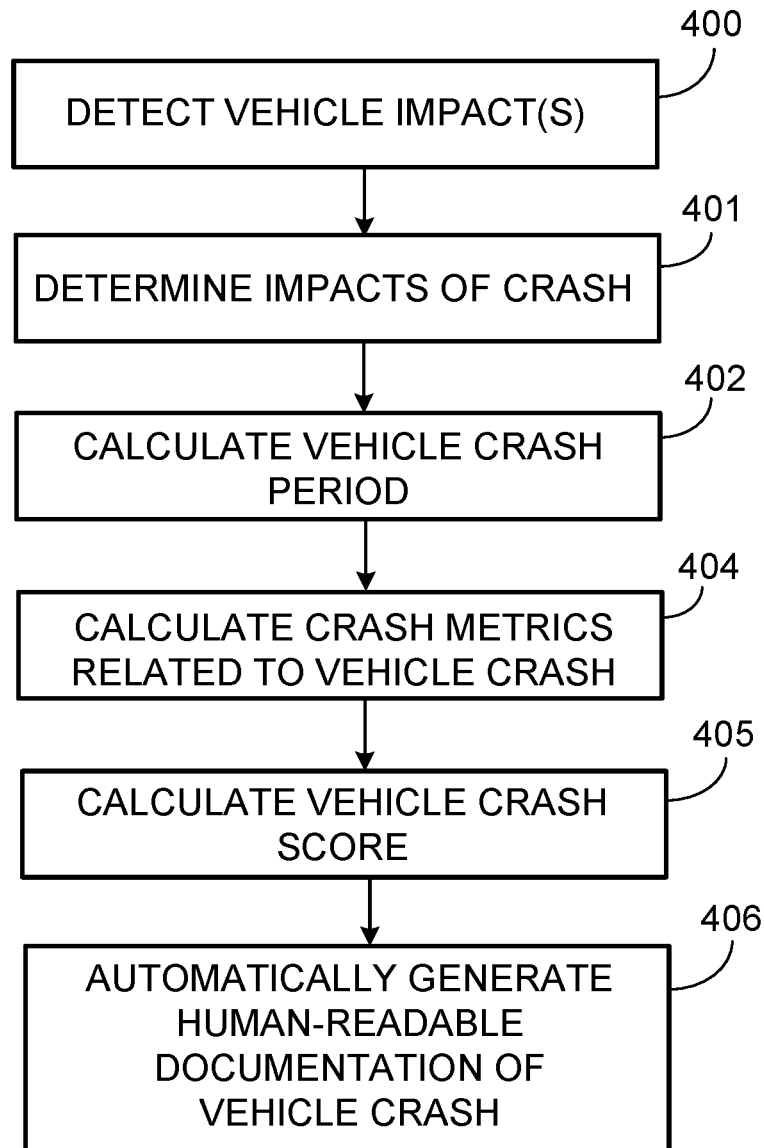 400
DETECT VEHICLE IMPACT(S)
401
DETERMINE IMPACTS OF CRASH
402
CALCULATE VEHICLE CRASH
PERIOD
404
CALCULATE CRASH METRICS
RELATED TO VEHICLE CRASH
405
CALCULATE VEHICLE CRASH
SCORE
406
AUTOMATICALLY GENERATE
HUMAN-READABLE
DOCUMENTATION OF
VEHICLE CRASH